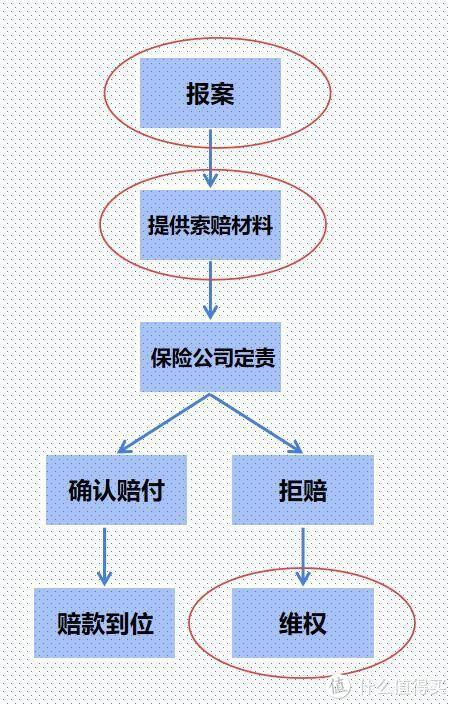 报案
提供索赔材料
保险公司定责
确认赔付
拒赔
赔款到位
维权
值 什么值得买